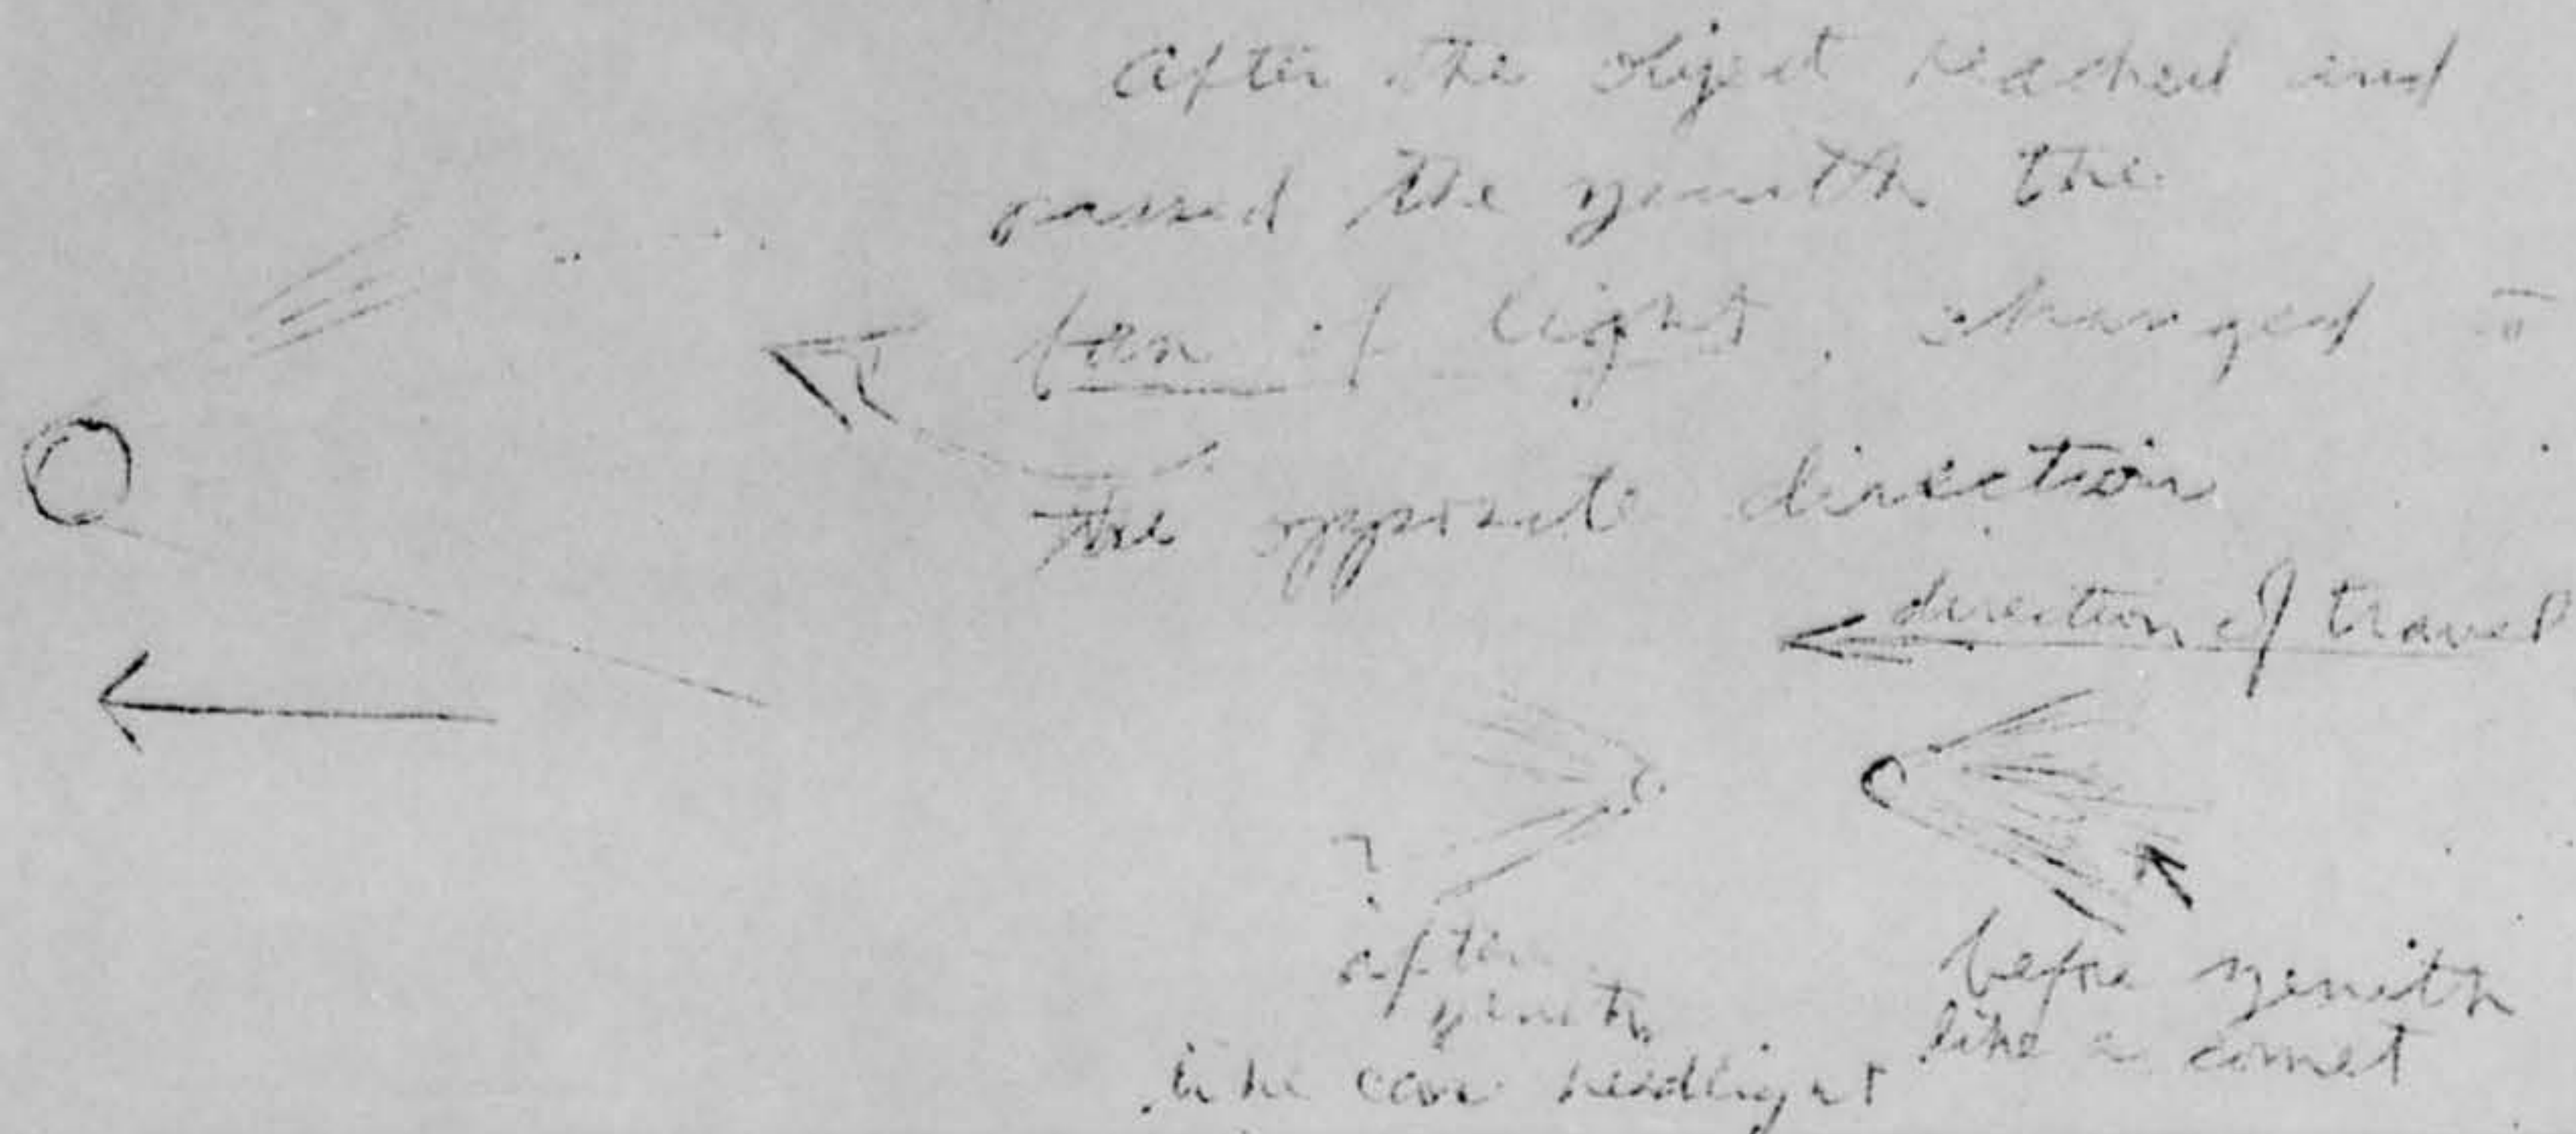 After the object reached and
passed the zenith the
fan of light, changed to
the opposite direction
direction of travel
?
after
zenith
like car headlight
before zenith
like a comet